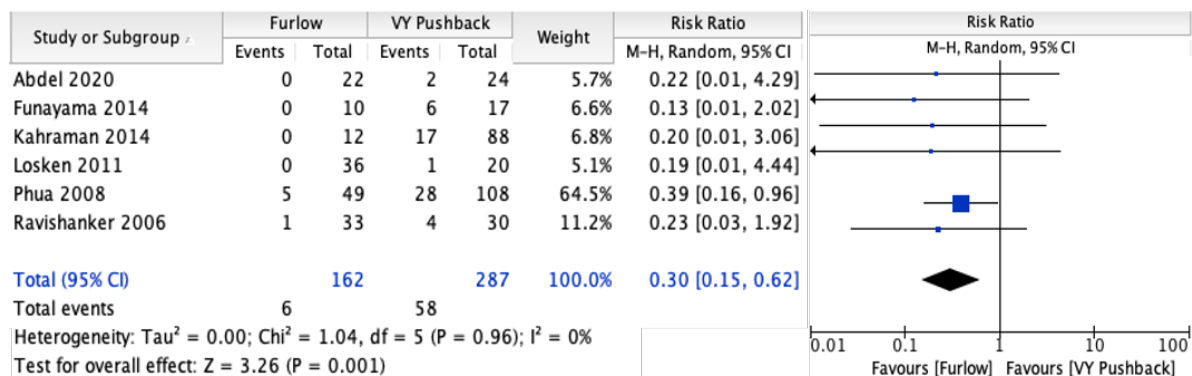 Furlow VY Pushback Risk Ratio Risk Ratio
Study or Subgroup Events Total Events Total Weight M-H, Random, 95% CI M-H, Random, 95% CI
Abdel 2020 0 22 2 24 5.7% 0.22 [0.01, 4.29]
Funayama 2014 0 10 6 17 6.6% 0.13 [0.01, 2.02]
Kahraman 2014 0 12 17 88 6.8% 0.20 [0.01, 3.06]
Losken 2011 0 36 1 20 5.1% 0.19 [0.01, 4.44]
Phua 2008 5 49 28 108 64.5% 0.39 [0.16, 0.96]
Ravishanker 2006 1 33 4 30 11.2% 0.23 [0.03, 1.92]
Total (95% CI) 162 287 100.0% 0.30 [0.15, 0.62]
Total events 6 58
Heterogeneity: Tau² = 0.00; Chi² = 1.04, df = 5 (P = 0.96); I² = 0%
Test for overall effect: Z = 3.26 (P = 0.001)
0.01 0.1 1 10 100
Favours [Furlow] Favours [VY Pushback]